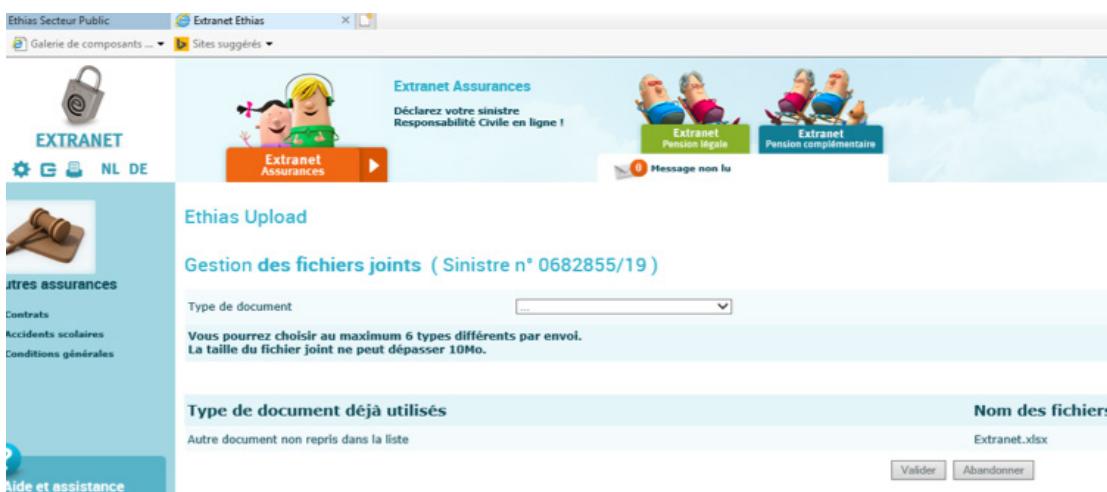 Ethias Secteur Public
Extranet Ethias
Galerie de composants ...
Sites suggérés
EXTRANET
NL DE
Extranet
Assurances
Extranet Assurances
Déclarez votre sinistre
Responsabilité Civile en ligne !
Extranet
Pension légale
Extranet
Pension complémentaire
0 Message non lu
utres assurances
Contrats
Accidents scolaires
Conditions générales
Aide et assistance
Ethias Upload
Gestion des fichiers joints ( Sinistre n° 0682855/19 )
Type de document
...
Vous pourrez choisir au maximum 6 types différents par envoi.
La taille du fichier joint ne peut dépasser 10Mo.
Type de document déjà utilisés Nom des fichiers
Autre document non repris dans la liste Extranet.xlsx
Valider Abandonner